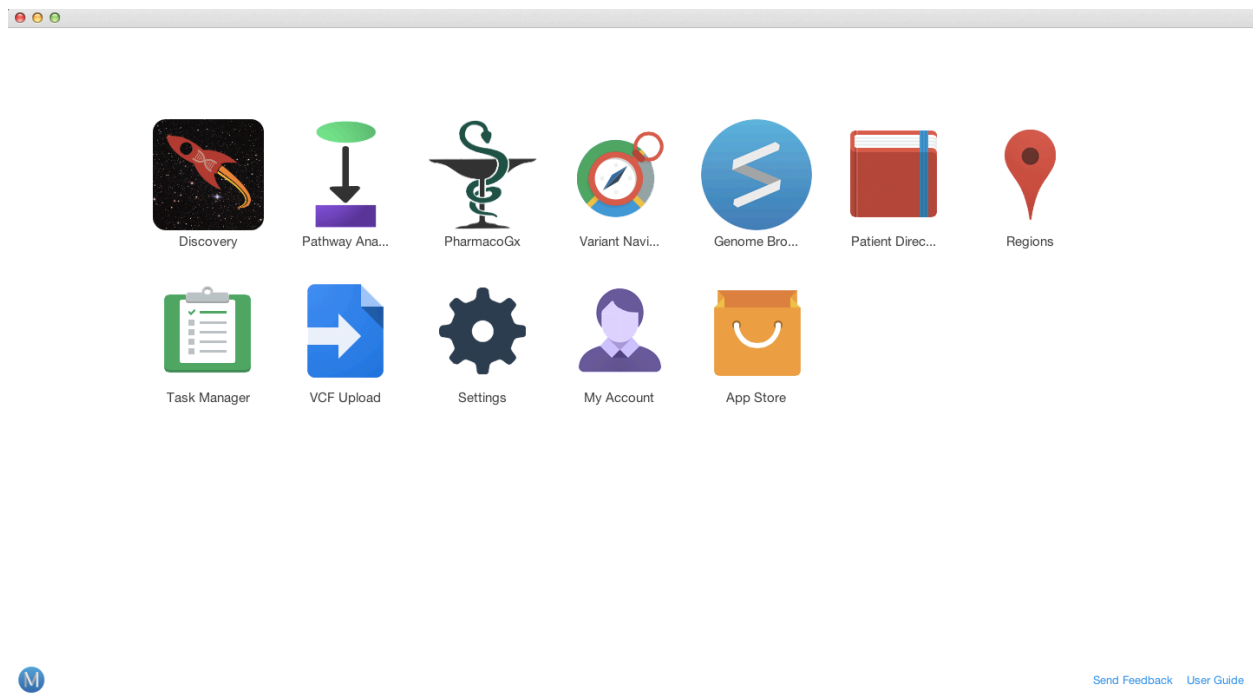 Discovery
Pathway Ana...
PharmacoGx
Variant Navi...
Genome Bro...
Patient Direc...
Regions
Task Manager
VCF Upload
Settings
My Account
App Store
M
Send Feedback
User Guide